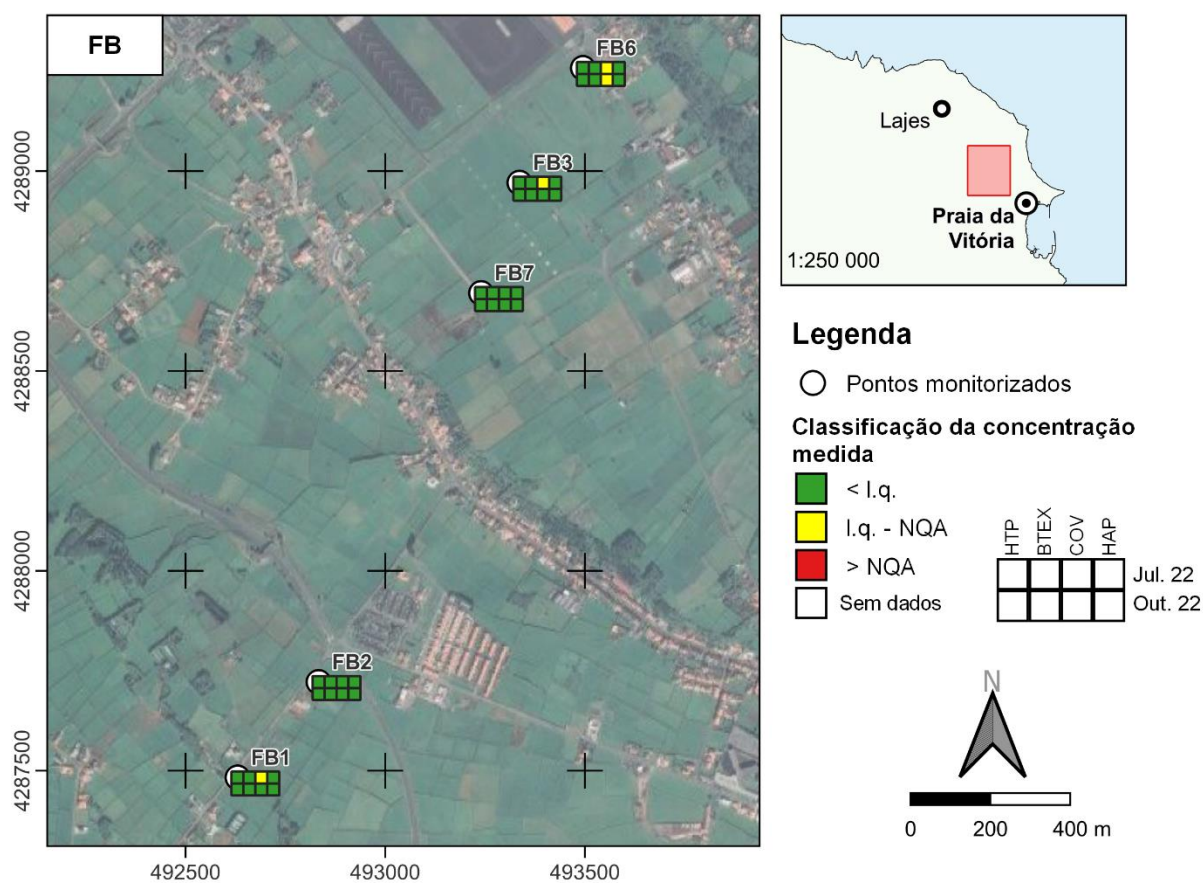 FB
FB6
FB3
FB7
FB2
FB1
4289000
4288500
4288000
4287500
492500
493000
493500
Lajes
Praia da
Vitória
1:250 000
Legenda
Pontos monitorizados
Classificação da concentração
medida
< l.q.
l.q. - NQA
> NQA
Sem dados
HTP
BTEX
COV
HAP
Jul. 22
Out. 22
N
0 200 400 m